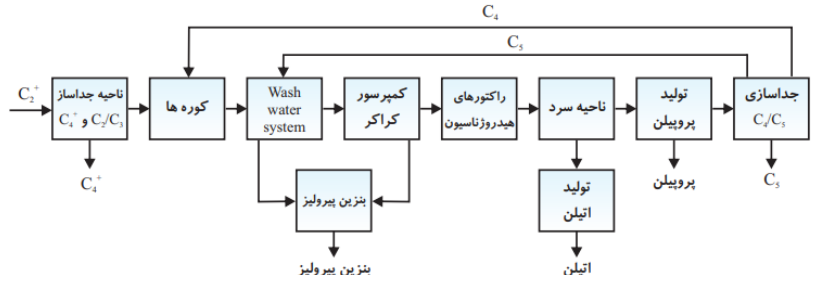 C₄
C₅
C₂⁺
ناحیه جداساز
C₂/C₃ و C₄⁺
کوره ها
Wash
water
system
کمپرسور
کراکر
راکتورهای
هیدروژناسیون
ناحیه سرد
تولید
پروپیلن
جداسازی
C₄/C₅
C₄⁺
بنزین پیرولیز
تولید
اتیلن
پروپیلن
C₅
بنزین پیرولیز
اتیلن